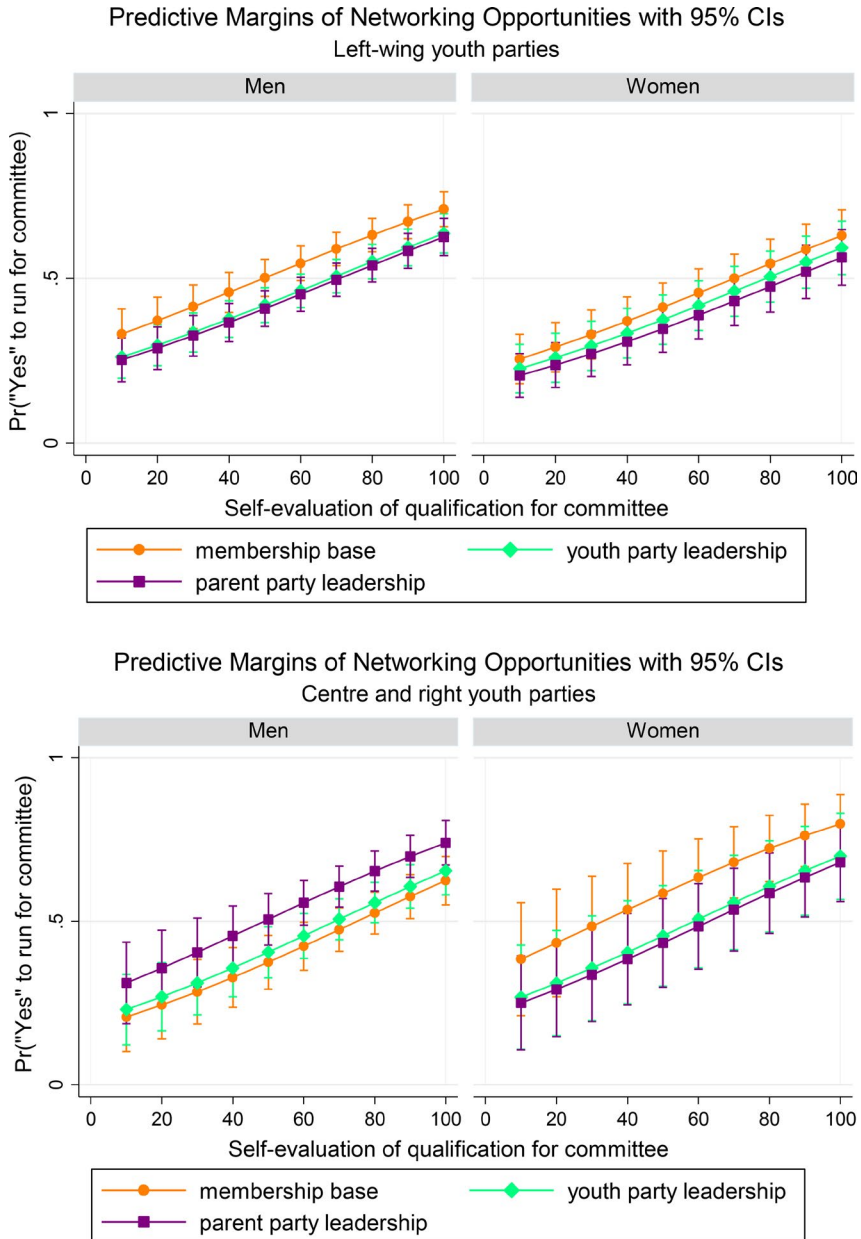 Predictive Margins of Networking Opportunities with 95% CIs
Left-wing youth parties
Men
Women
Pr("Yes" to run for committee)
1
.5
0
0 20 40 60 80 100
0 20 40 60 80 100
Self-evaluation of qualification for committee
membership base
youth party leadership
parent party leadership
Predictive Margins of Networking Opportunities with 95% CIs
Centre and right youth parties
Men
Women
Pr("Yes" to run for committee)
1
.5
0
0 20 40 60 80 100
0 20 40 60 80 100
Self-evaluation of qualification for committee
membership base
youth party leadership
parent party leadership